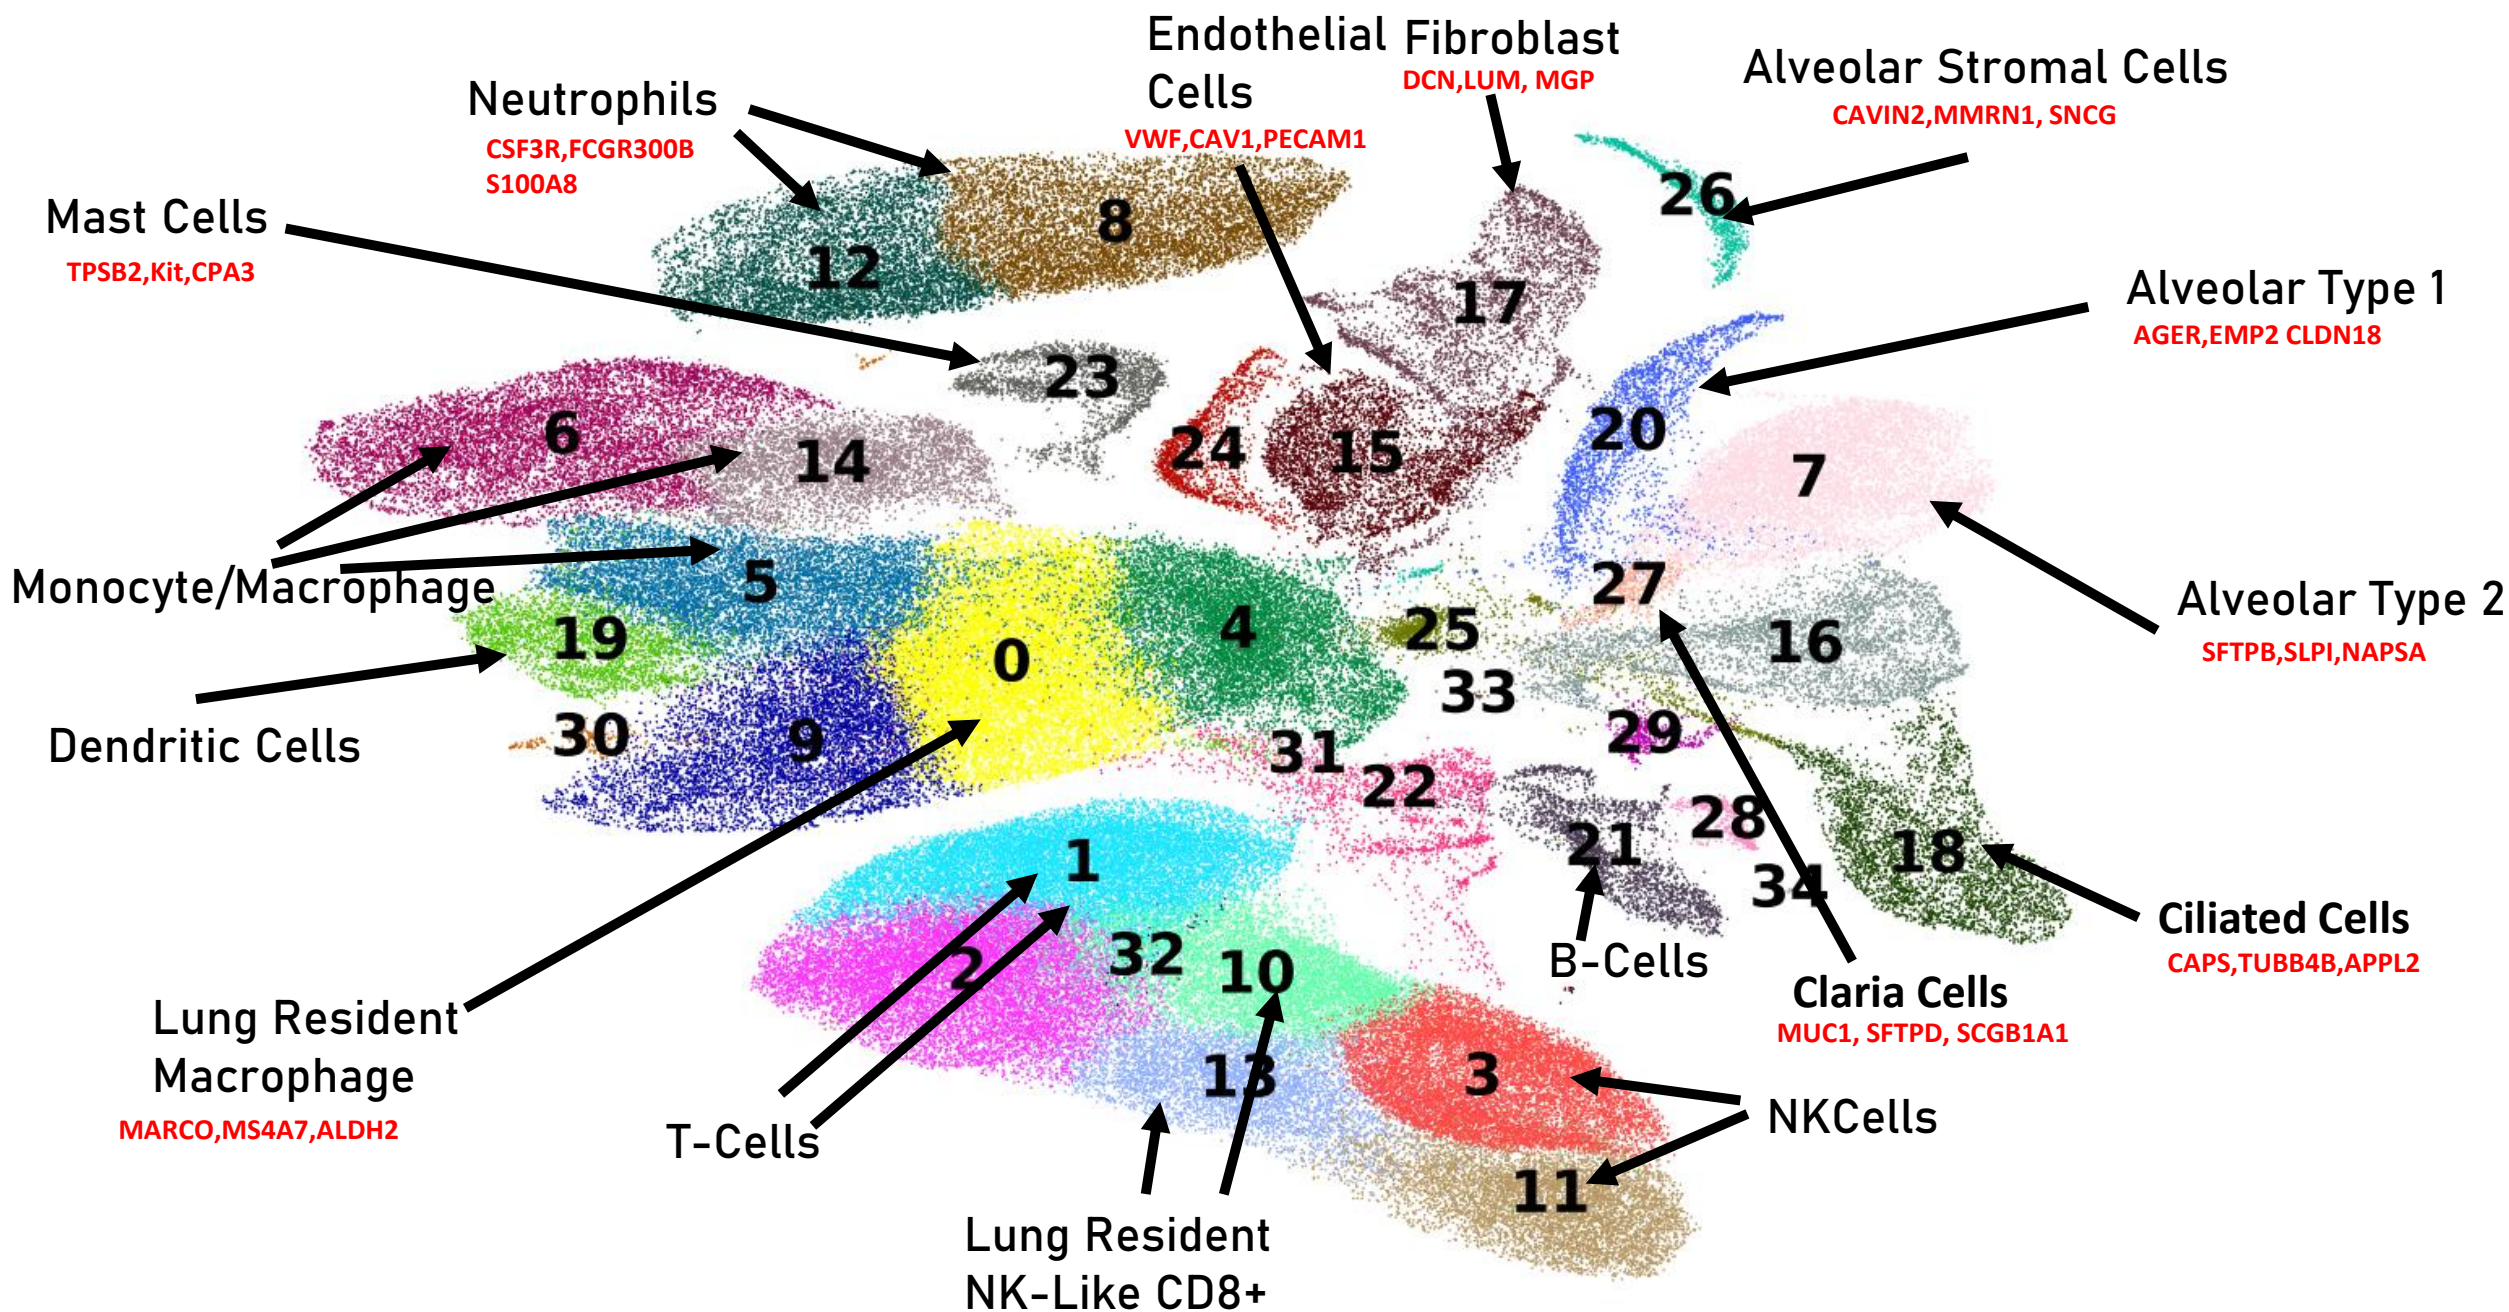 Endothelial
Cells
VWF,CAV1,PECAM1
Fibroblast
DCN,LUM, MGP
Alveolar Stromal Cells
CAVIN2,MMRN1, SNCG
Neutrophils
CSF3R,FCGR300B
S100A8
Mast Cells
TPSB2,Kit,CPA3
26
8
12
17
Alveolar Type 1
AGER,EMP2 CLDN18
23
6
14
24
15
20
7
Monocyte/Macrophage
5
19
0
4
25
27
33
16
Alveolar Type 2
SFTPB,SLPI,NAPSA
Dendritic Cells
30
9
31
22
29
28
21
34
18
1
2
32
10
B-Cells
Ciliated Cells
CAPS,TUBB4B,APPL2
Claria Cells
MUC1, SFTPD, SCGB1A1
Lung Resident
Macrophage
MARCO,MS4A7,ALDH2
13
3
T-Cells
NKCells
11
Lung Resident
NK-Like CD8+